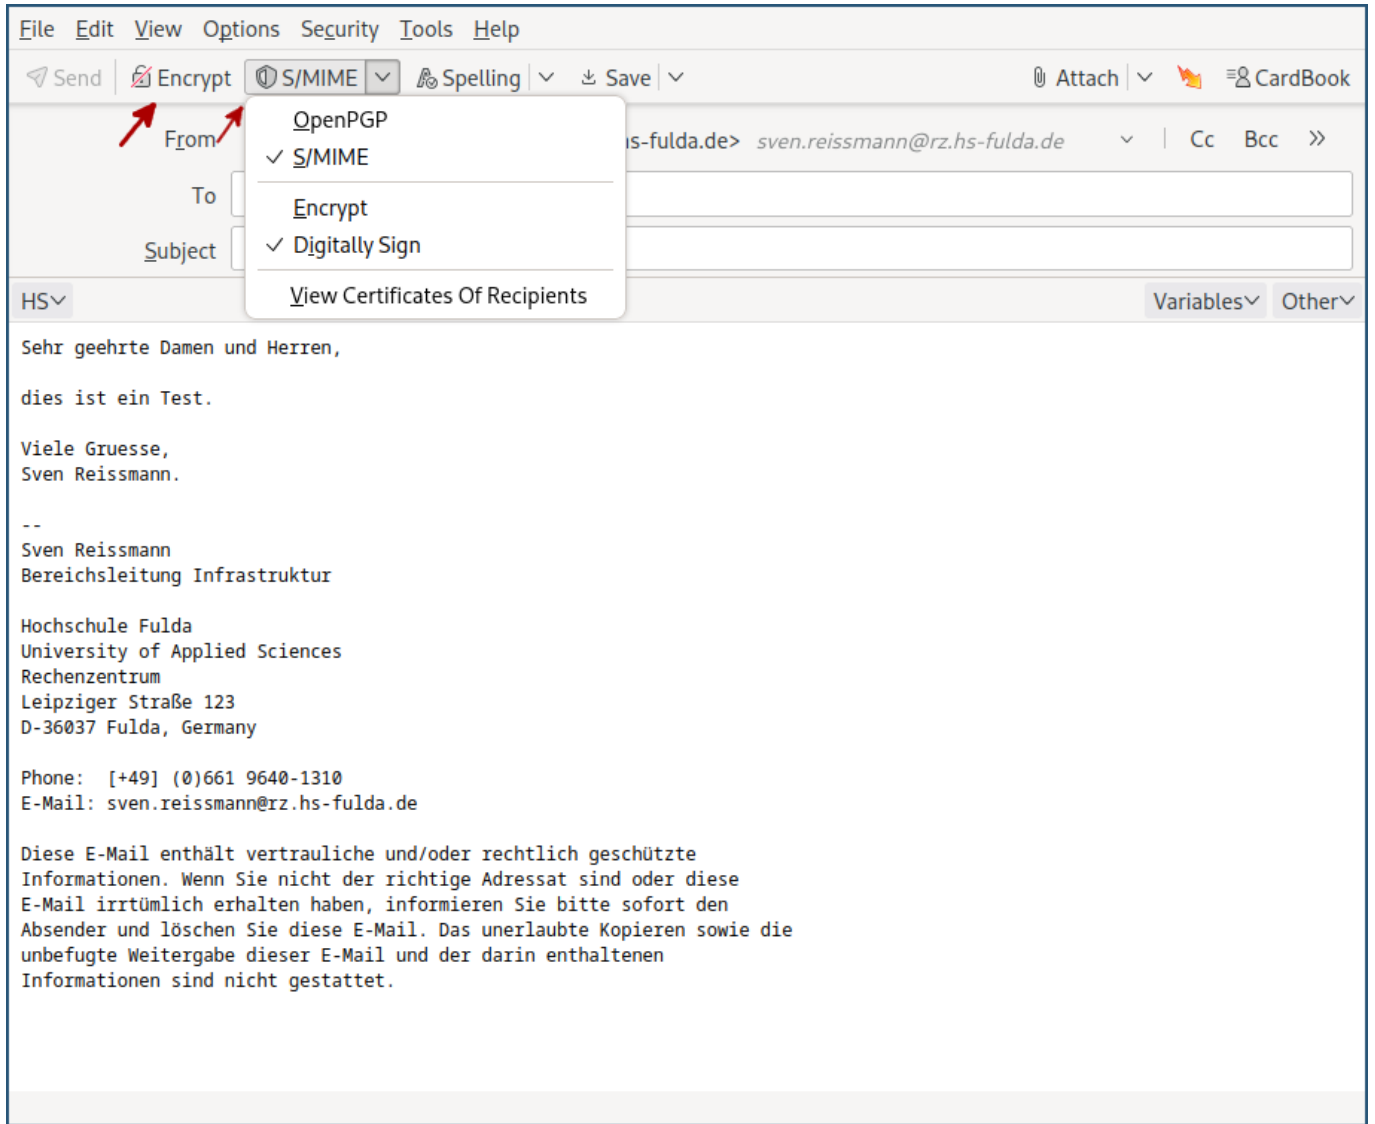 File Edit View Options Security Tools Help
Send Encrypt S/MIME Spelling Save Attach CardBook
OpenPGP
From s-fulda.de> sven.reissmann@rz.hs-fulda.de Cc Bcc
S/MIME
To
Encrypt
Subject
Digitally Sign
View Certificates Of Recipients
HS Variables Other
Sehr geehrte Damen und Herren,
dies ist ein Test.
Viele Gruesse,
Sven Reissmann.
--
Sven Reissmann
Bereichsleitung Infrastruktur
Hochschule Fulda
University of Applied Sciences
Rechenzentrum
Leipziger Straße 123
D-36037 Fulda, Germany
Phone: [+49] (0)661 9640-1310
E-Mail: sven.reissmann@rz.hs-fulda.de
Diese E-Mail enthält vertrauliche und/oder rechtlich geschützte
Informationen. Wenn Sie nicht der richtige Adressat sind oder diese
E-Mail irrtümlich erhalten haben, informieren Sie bitte sofort den
Absender und löschen Sie diese E-Mail. Das unerlaubte Kopieren sowie die
unbefugte Weitergabe dieser E-Mail und der darin enthaltenen
Informationen sind nicht gestattet.